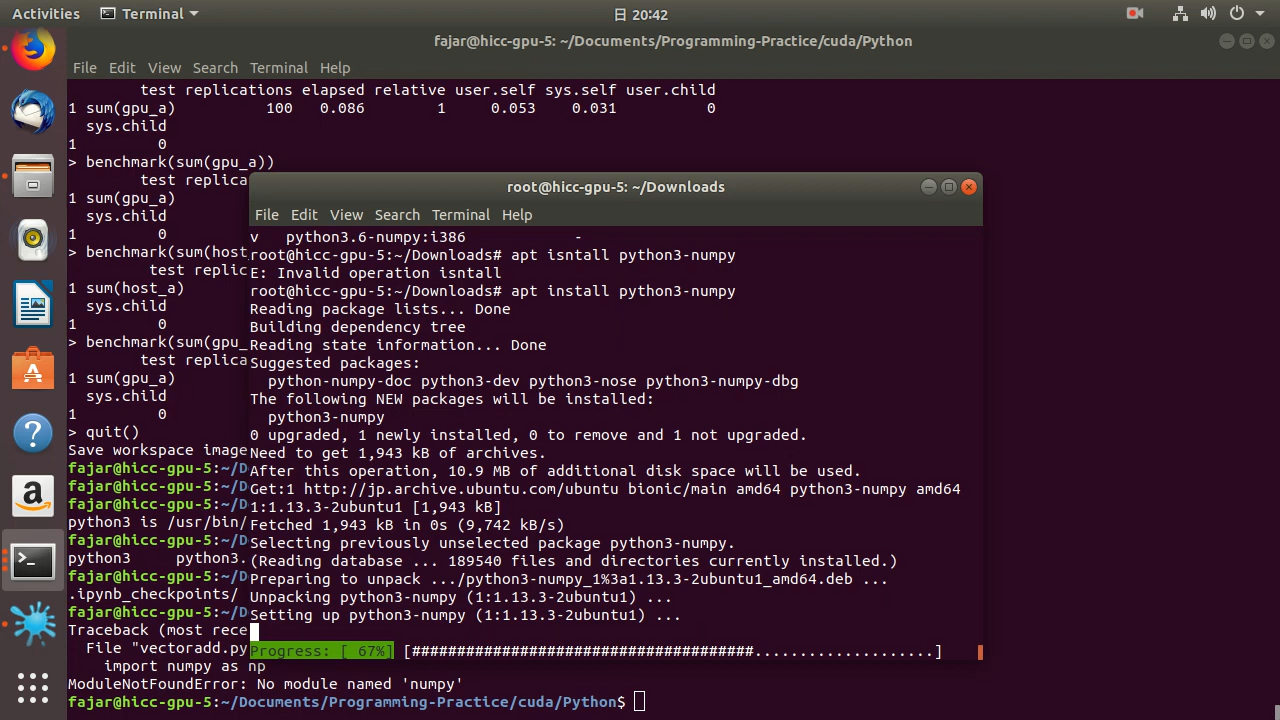 Activities Terminal 日 20:42
fajar@hicc-gpu-5: ~/Documents/Programming-Practice/cuda/Python
File Edit View Search Terminal Help
test replications elapsed relative user.self sys.self user.child
1 sum(gpu_a) 100 0.086 1 0.053 0.031 0
sys.child
1 0
> benchmark(sum(gpu_a))
test replica
1 sum(gpu_a)
sys.child
1 0
> benchmark(sum(host
test replic
1 sum(host_a)
sys.child
1 0
> benchmark(sum(gpu_
test replica
1 sum(gpu_a)
sys.child
1 0
> quit()
Save workspace image
fajar@hicc-gpu-5:~/D
fajar@hicc-gpu-5:~/D
fajar@hicc-gpu-5:~/D
python3 is /usr/bin/
fajar@hicc-gpu-5:~/D
python3 python3.
fajar@hicc-gpu-5:~/D
.ipynb_checkpoints/
fajar@hicc-gpu-5:~/D
Traceback (most rece
File "vectoradd.py
import numpy as np
ModuleNotFoundError: No module named 'numpy'
fajar@hicc-gpu-5:~/Documents/Programming-Practice/cuda/Python$
root@hicc-gpu-5: ~/Downloads
File Edit View Search Terminal Help
v python3.6-numpy:i386 -
root@hicc-gpu-5:~/Downloads# apt isntall python3-numpy
E: Invalid operation isntall
root@hicc-gpu-5:~/Downloads# apt install python3-numpy
Reading package lists... Done
Building dependency tree
Reading state information... Done
Suggested packages:
python-numpy-doc python3-dev python3-nose python3-numpy-dbg
The following NEW packages will be installed:
python3-numpy
0 upgraded, 1 newly installed, 0 to remove and 1 not upgraded.
Need to get 1,943 kB of archives.
After this operation, 10.9 MB of additional disk space will be used.
Get:1 http://jp.archive.ubuntu.com/ubuntu bionic/main amd64 python3-numpy amd64
1:1.13.3-2ubuntu1 [1,943 kB]
Fetched 1,943 kB in 0s (9,742 kB/s)
Selecting previously unselected package python3-numpy.
(Reading database ... 189540 files and directories currently installed.)
Preparing to unpack .../python3-numpy_1%3a1.13.3-2ubuntu1_amd64.deb ...
Unpacking python3-numpy (1:1.13.3-2ubuntu1) ...
Setting up python3-numpy (1:1.13.3-2ubuntu1) ...
Progress: [ 67%] [######################################....................]